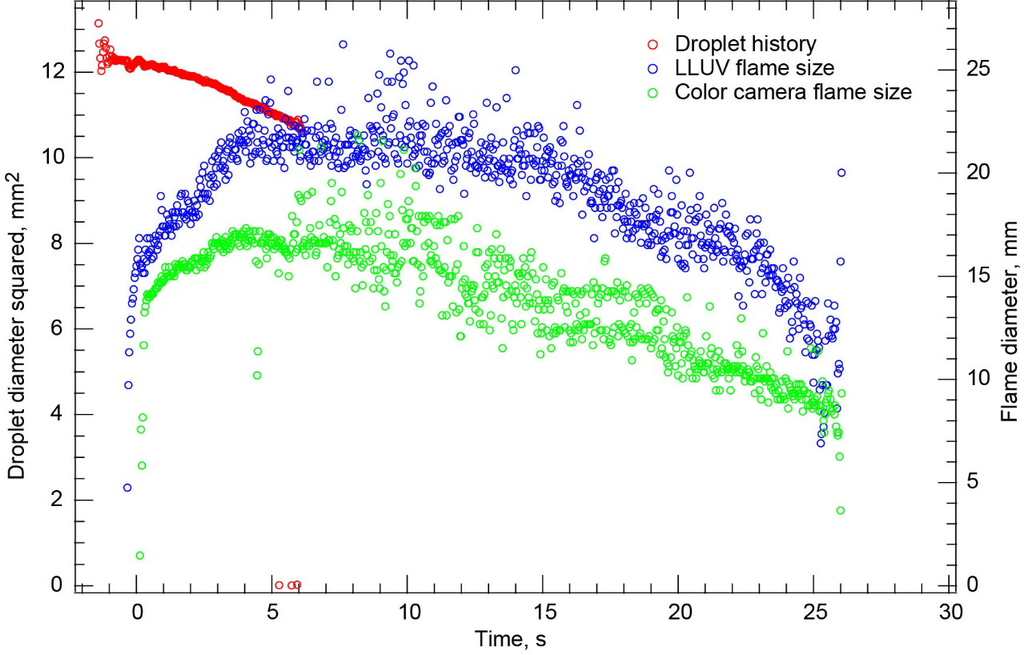 Droplet history
LLUV flame size
Color camera flame size
Droplet diameter squared, mm2
12
10
8
6
4
2
0
25
20
15
10
5
0
Flame diameter, mm
0 5 10 15 20 25 30
Time, s